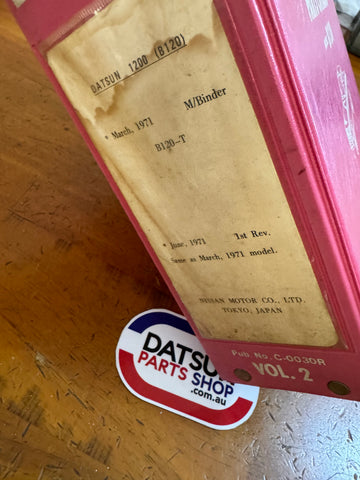 DATSUN 1200 (B120)
* March, 1971 M/Binder
B120-T
* June, 1971 1st Rev.
Same as March, 1971 model.
NISSAN MOTOR CO., LTD.
TOKYO, JAPAN
Pub. No. C-003DR
VOL. 2
DATSUN
PARTS
SHOP
.com.au